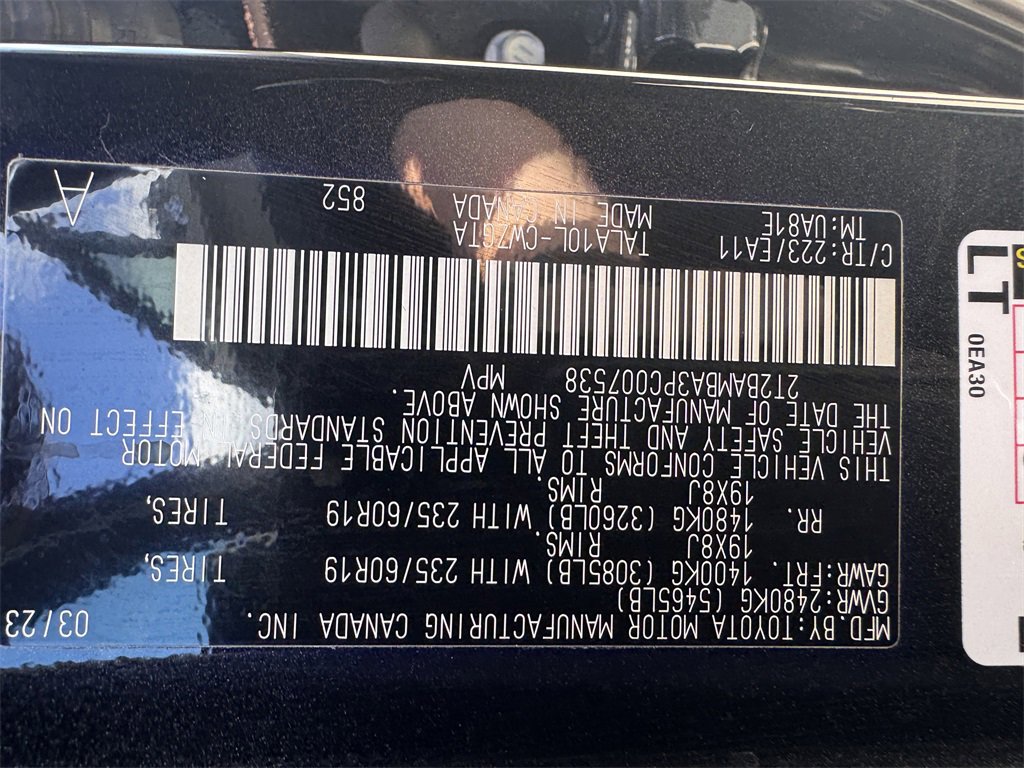 MFD.BY:TOYOTA MOTOR MANUFACTURING CANADA INC. 03/23
GVWR:2480KG (5465LB)
GAWR:FRT. 1400KG (3085LB) WITH 235/60R19 TIRES,
19X8J RIMS.
RR. 1480KG (3260LB) WITH 235/60R19 TIRES,
19X8J RIMS.
THIS VEHICLE CONFORMS TO ALL APPLICABLE FEDERAL MOTOR
VEHICLE SAFETY AND THEFT PREVENTION STANDARDS IN EFFECT ON
THE DATE OF MANUFACTURE SHOWN ABOVE.
2T2BAMBA3PC007538 MPV
C/TR:223/EA11 TALA10L-CW7GTA
TM:UA81E MADE IN CANADA 852 A
LT
0EA30